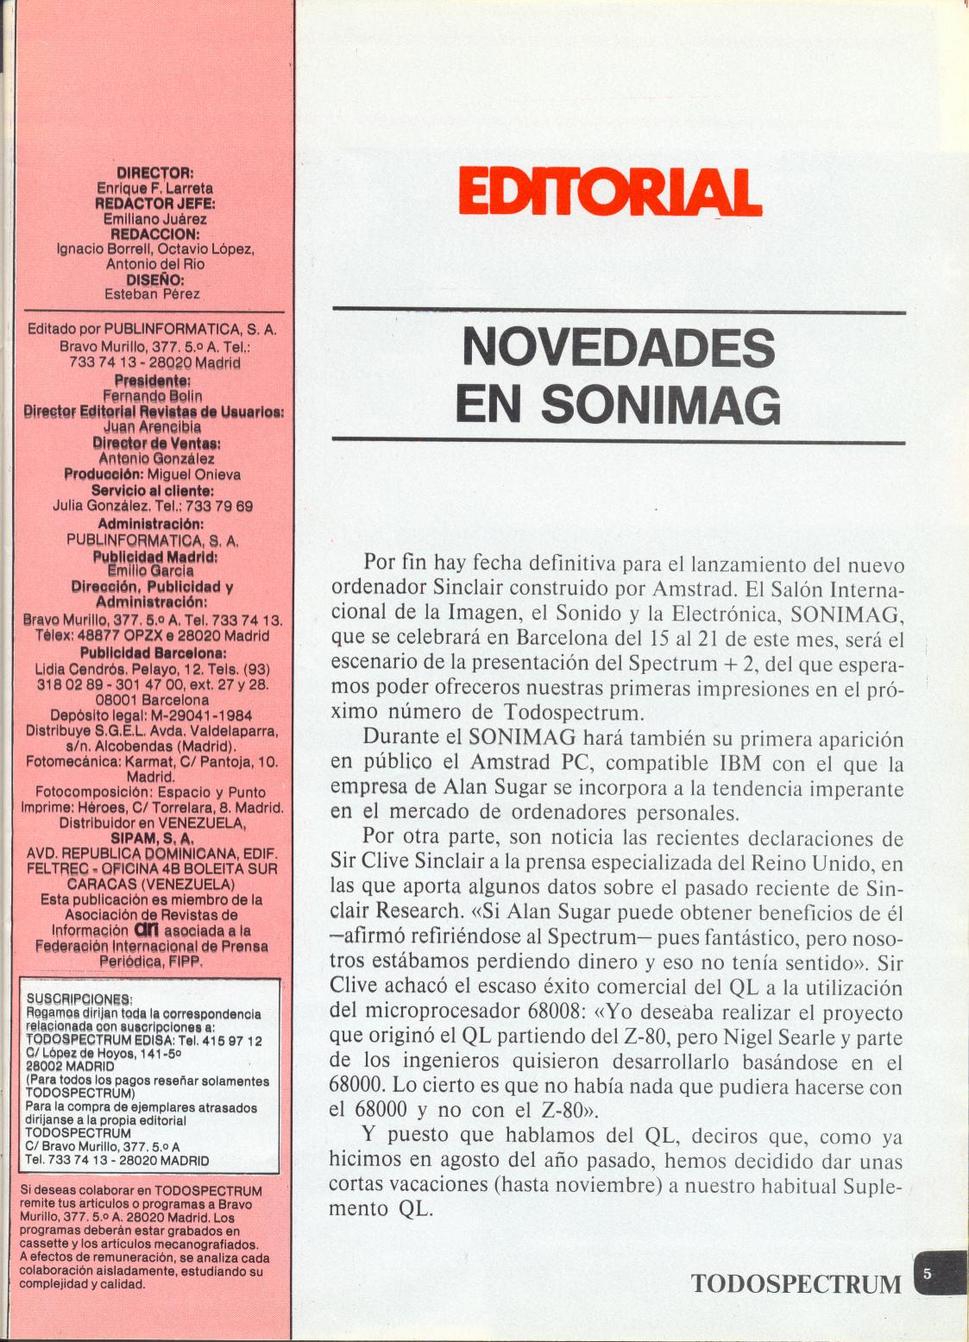 DIRECTOR:
Enrique F. Larreta
REDACTOR JEFE:
Emiliano Juárez
REDACCION:
Ignacio Borrell, Octavio López,
Antonio del Rio
DISEÑO:
Esteban Pérez
Editado por PUBLINFORMATICA, S. A.
Bravo Murillo, 377. 5.º A. Tel.:
733 74 13 - 28020 Madrid
Presidente:
Fernando Bolin
Director Editorial Revistas de Usuarios:
Juan Arencibia
Director de Ventas:
Antonio González
Producción: Miguel Onieva
Servicio al cliente:
Julia González. Tel.: 733 79 69
Administración:
PUBLINFORMATICA, S. A.
Publicidad Madrid:
Emilio Garcia
Dirección, Publicidad y
Administración:
Bravo Murillo, 377. 5.º A. Tel. 733 74 13.
Télex: 48877 OPZX e 28020 Madrid
Publicidad Barcelona:
Lidia Cendrós. Pelayo, 12. Tels. (93)
318 02 89 - 301 47 00, ext. 27 y 28.
08001 Barcelona
Depósito legal: M-29041-1984
Distribuye S.G.E.L. Avda. Valdelaparra,
s/n. Alcobendas (Madrid).
Fotomecánica: Karmat, C/ Pantoja, 10.
Madrid.
Fotocomposición: Espacio y Punto
Imprime: Héroes, C/ Torrelara, 8. Madrid.
Distribuidor en VENEZUELA,
SIPAM, S. A.
AVD. REPUBLICA DOMINICANA, EDIF.
FELTREC - OFICINA 4B BOLEITA SUR
CARACAS (VENEZUELA)
Esta publicación es miembro de la
Asociación de Revistas de
Información ari asociada a la
Federación Internacional de Prensa
Periódica, FIPP.
SUSCRIPCIONES:
Rogamos dirijan toda la correspondencia
relacionada con suscripciones a:
TODOSPECTRUM EDISA: Tel. 415 97 12
C/ López de Hoyos, 141-5º
28002 MADRID
(Para todos los pagos reseñar solamentes
TODOSPECTRUM)
Para la compra de ejemplares atrasados
dirijanse a la propia editorial
TODOSPECTRUM
C/ Bravo Murillo, 377. 5.º A
Tel. 733 74 13 - 28020 MADRID
Si deseas colaborar en TODOSPECTRUM
remite tus articulos o programas a Bravo
Murillo, 377. 5.º A. 28020 Madrid. Los
programas deberán estar grabados en
cassette y los articulos mecanografiados.
A efectos de remuneración, se analiza cada
colaboración aisladamente, estudiando su
complejidad y calidad.
EDITORIAL
NOVEDADES
EN SONIMAG
Por fin hay fecha definitiva para el lanzamiento del nuevo
ordenador Sinclair construido por Amstrad. El Salón Interna-
cional de la Imagen, el Sonido y la Electrónica, SONIMAG,
que se celebrará en Barcelona del 15 al 21 de este mes, será el
escenario de la presentación del Spectrum + 2, del que espera-
mos poder ofreceros nuestras primeras impresiones en el pró-
ximo número de Todospectrum.
Durante el SONIMAG hará también su primera aparición
en público el Amstrad PC, compatible IBM con el que la
empresa de Alan Sugar se incorpora a la tendencia imperante
en el mercado de ordenadores personales.
Por otra parte, son noticia las recientes declaraciones de
Sir Clive Sinclair a la prensa especializada del Reino Unido, en
las que aporta algunos datos sobre el pasado reciente de Sin-
clair Research. «Si Alan Sugar puede obtener beneficios de él
—afirmó refiriéndose al Spectrum— pues fantástico, pero noso-
tros estábamos perdiendo dinero y eso no tenía sentido». Sir
Clive achacó el escaso éxito comercial del QL a la utilización
del microprocesador 68008: «Yo deseaba realizar el proyecto
que originó el QL partiendo del Z-80, pero Nigel Searle y parte
de los ingenieros quisieron desarrollarlo basándose en el
68000. Lo cierto es que no había nada que pudiera hacerse con
el 68000 y no con el Z-80».
Y puesto que hablamos del QL, deciros que, como ya
hicimos en agosto del año pasado, hemos decidido dar unas
cortas vacaciones (hasta noviembre) a nuestro habitual Suple-
mento QL.
TODOSPECTRUM 5